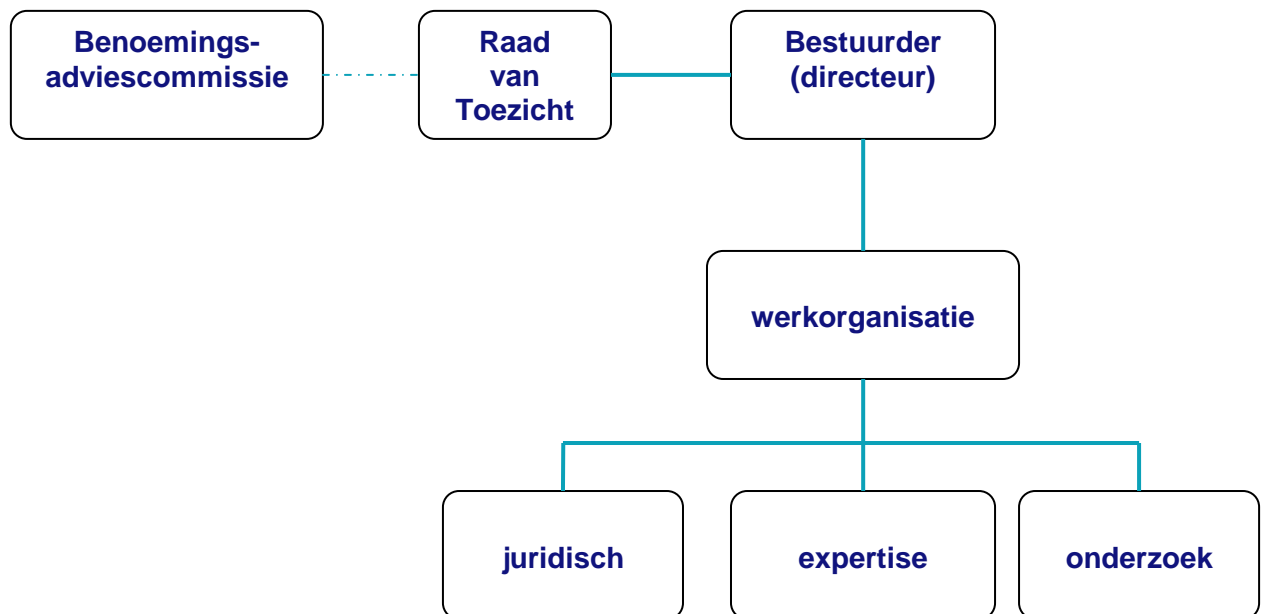 Benoemings-
adviescommissie
Raad
van
Toezicht
Bestuurder
(directeur)
werkorganisatie
juridisch
expertise
onderzoek